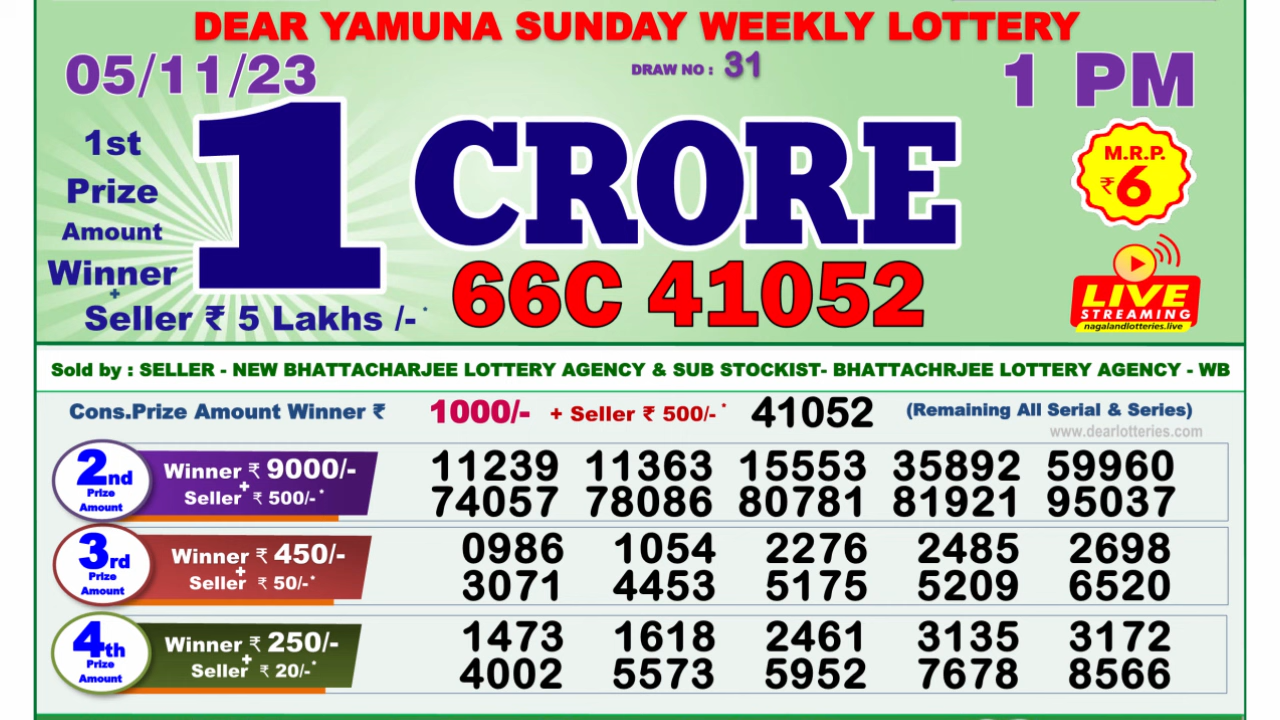 DEAR YAMUNA SUNDAY WEEKLY LOTTERY
05/11/23
DRAW NO : 31
1 PM
1st
Prize
Amount
Winner
+
Seller ₹ 5 Lakhs /-*
1 CRORE
66C 41052
M.R.P.
₹6
LIVE
STREAMING
nagalandlotteries.live
Sold by : SELLER - NEW BHATTACHARJEE LOTTERY AGENCY & SUB STOCKIST- BHATTACHRJEE LOTTERY AGENCY - WB
Cons.Prize Amount Winner ₹ 1000/- + Seller ₹ 500/-* 41052 (Remaining All Serial & Series)
www.dearlotteries.com
2nd
Prize
Amount
Winner ₹ 9000/-
+
Seller ₹ 500/-*
11239 11363 15553 35892 59960
74057 78086 80781 81921 95037
3rd
Prize
Amount
Winner ₹ 450/-
+
Seller ₹ 50/-*
0986 1054 2276 2485 2698
3071 4453 5175 5209 6520
4th
Prize
Amount
Winner ₹ 250/-
+
Seller ₹ 20/-*
1473 1618 2461 3135 3172
4002 5573 5952 7678 8566